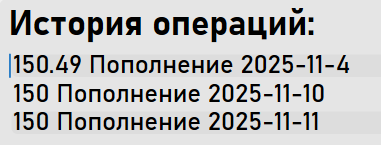 История операций:
150.49 Пополнение 2025-11-4
150 Пополнение 2025-11-10
150 Пополнение 2025-11-11